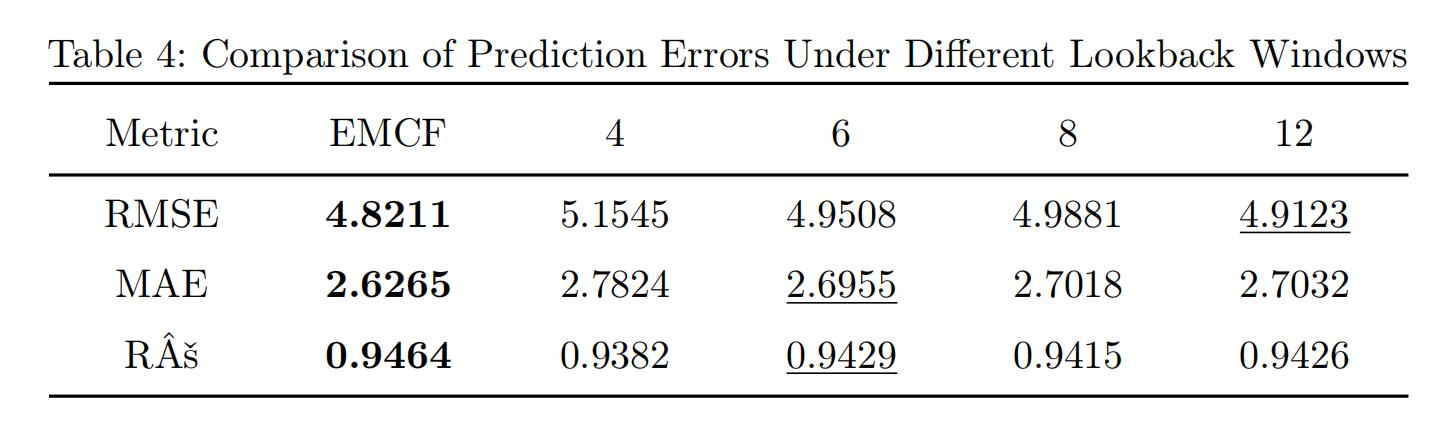 Table 4: Comparison of Prediction Errors Under Different Lookback Windows
Metric EMCF 4 6 8 12
RMSE 4.8211 5.1545 4.9508 4.9881 4.9123
MAE 2.6265 2.7824 2.6955 2.7018 2.7032
RÂš 0.9464 0.9382 0.9429 0.9415 0.9426